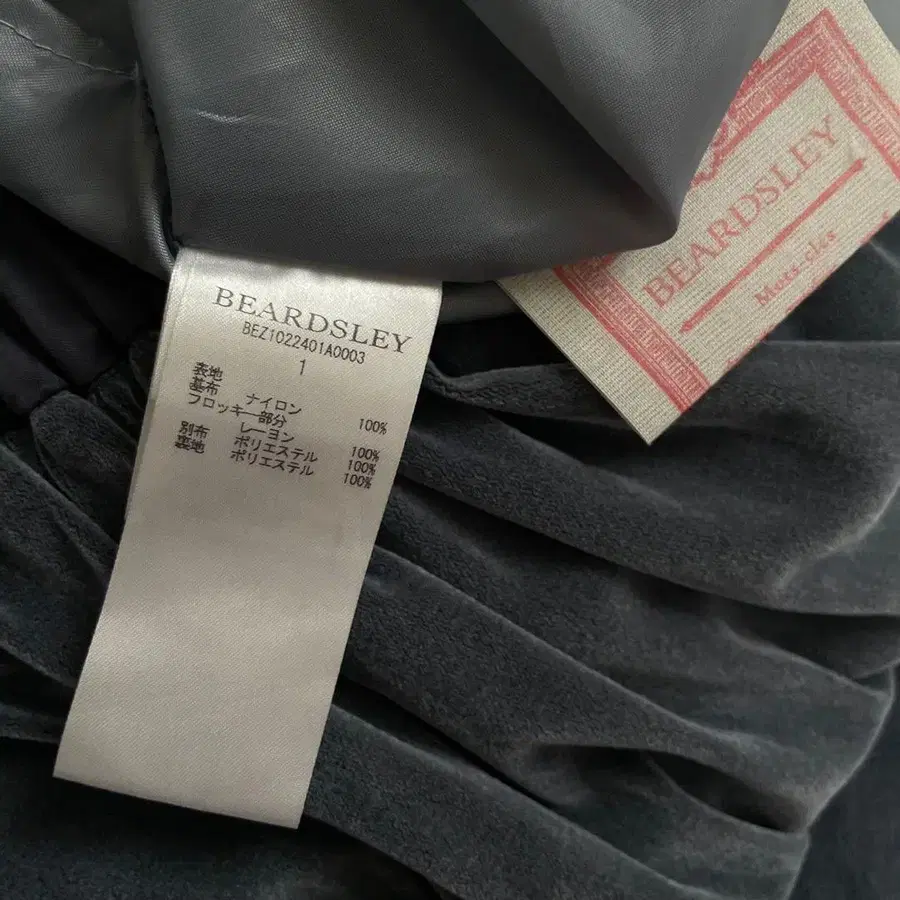 BEARDSLEY
BEZ1022401A0003
1
表地
基布 ナイロン 100%
フロッキー部分 レーヨン 100%
別布 ポリエステル 100%
裏地 ポリエステル 100%
BEARDSLEY
Mots-clés